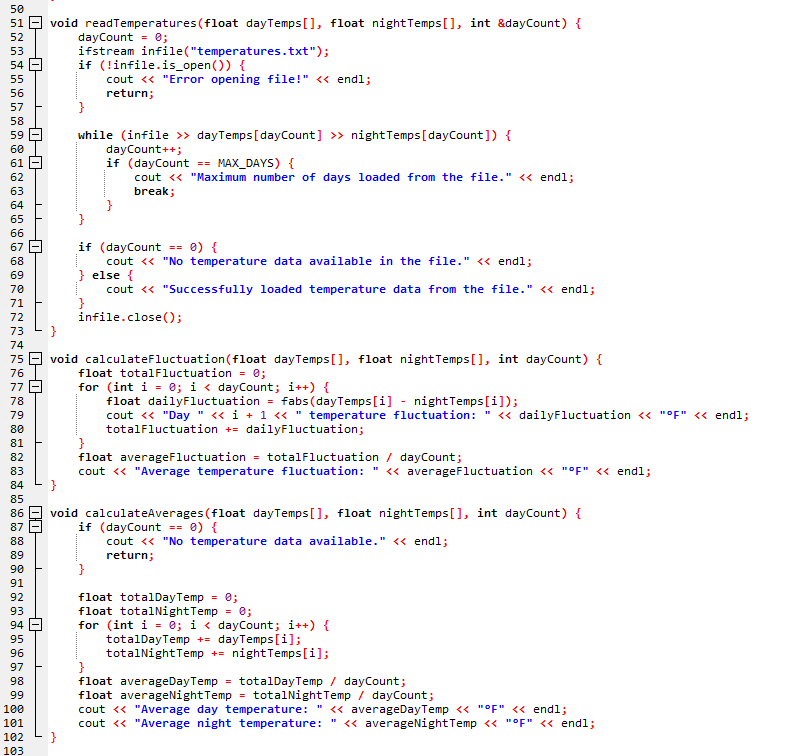 50
51 void readTemperatures(float dayTemps[], float nightTemps[], int &dayCount) {
52     dayCount = 0;
53     ifstream infile("temperatures.txt");
54     if (!infile.is_open()) {
55         cout << "Error opening file!" << endl;
56         return;
57     }
58
59     while (infile >> dayTemps[dayCount] >> nightTemps[dayCount]) {
60         dayCount++;
61         if (dayCount == MAX_DAYS) {
62             cout << "Maximum number of days loaded from the file." << endl;
63             break;
64         }
65     }
66
67     if (dayCount == 0) {
68         cout << "No temperature data available in the file." << endl;
69     } else {
70         cout << "Successfully loaded temperature data from the file." << endl;
71     }
72     infile.close();
73 }
74
75 void calculateFluctuation(float dayTemps[], float nightTemps[], int dayCount) {
76     float totalFluctuation = 0;
77     for (int i = 0; i < dayCount; i++) {
78         float dailyFluctuation = fabs(dayTemps[i] - nightTemps[i]);
79         cout << "Day " << i + 1 << " temperature fluctuation: " << dailyFluctuation << "°F" << endl;
80         totalFluctuation += dailyFluctuation;
81     }
82     float averageFluctuation = totalFluctuation / dayCount;
83     cout << "Average temperature fluctuation: " << averageFluctuation << "°F" << endl;
84 }
85
86 void calculateAverages(float dayTemps[], float nightTemps[], int dayCount) {
87     if (dayCount == 0) {
88         cout << "No temperature data available." << endl;
89         return;
90     }
91
92     float totalDayTemp = 0;
93     float totalNightTemp = 0;
94     for (int i = 0; i < dayCount; i++) {
95         totalDayTemp += dayTemps[i];
96         totalNightTemp += nightTemps[i];
97     }
98     float averageDayTemp = totalDayTemp / dayCount;
99     float averageNightTemp = totalNightTemp / dayCount;
100     cout << "Average day temperature: " << averageDayTemp << "°F" << endl;
101     cout << "Average night temperature: " << averageNightTemp << "°F" << endl;
102 }
103